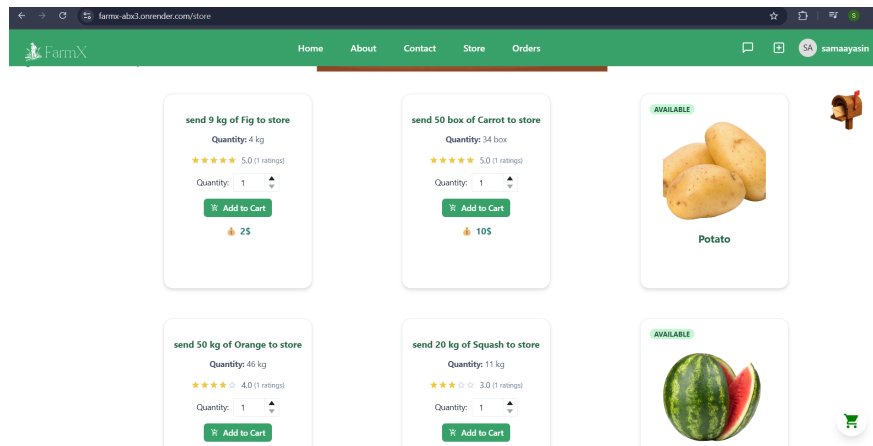 farmx-abx3.onrender.com/store
S
FarmX
Home About Contact Store Orders
SA samaayasin
send 9 kg of Fig to store
Quantity: 4 kg
5.0 (1 ratings)
Quantity: 1
Add to Cart
2$
send 50 box of Carrot to store
Quantity: 34 box
5.0 (1 ratings)
Quantity: 1
Add to Cart
10$
AVAILABLE
Potato
send 50 kg of Orange to store
Quantity: 46 kg
4.0 (1 ratings)
Quantity: 1
Add to Cart
send 20 kg of Squash to store
Quantity: 11 kg
3.0 (1 ratings)
Quantity: 1
Add to Cart
AVAILABLE